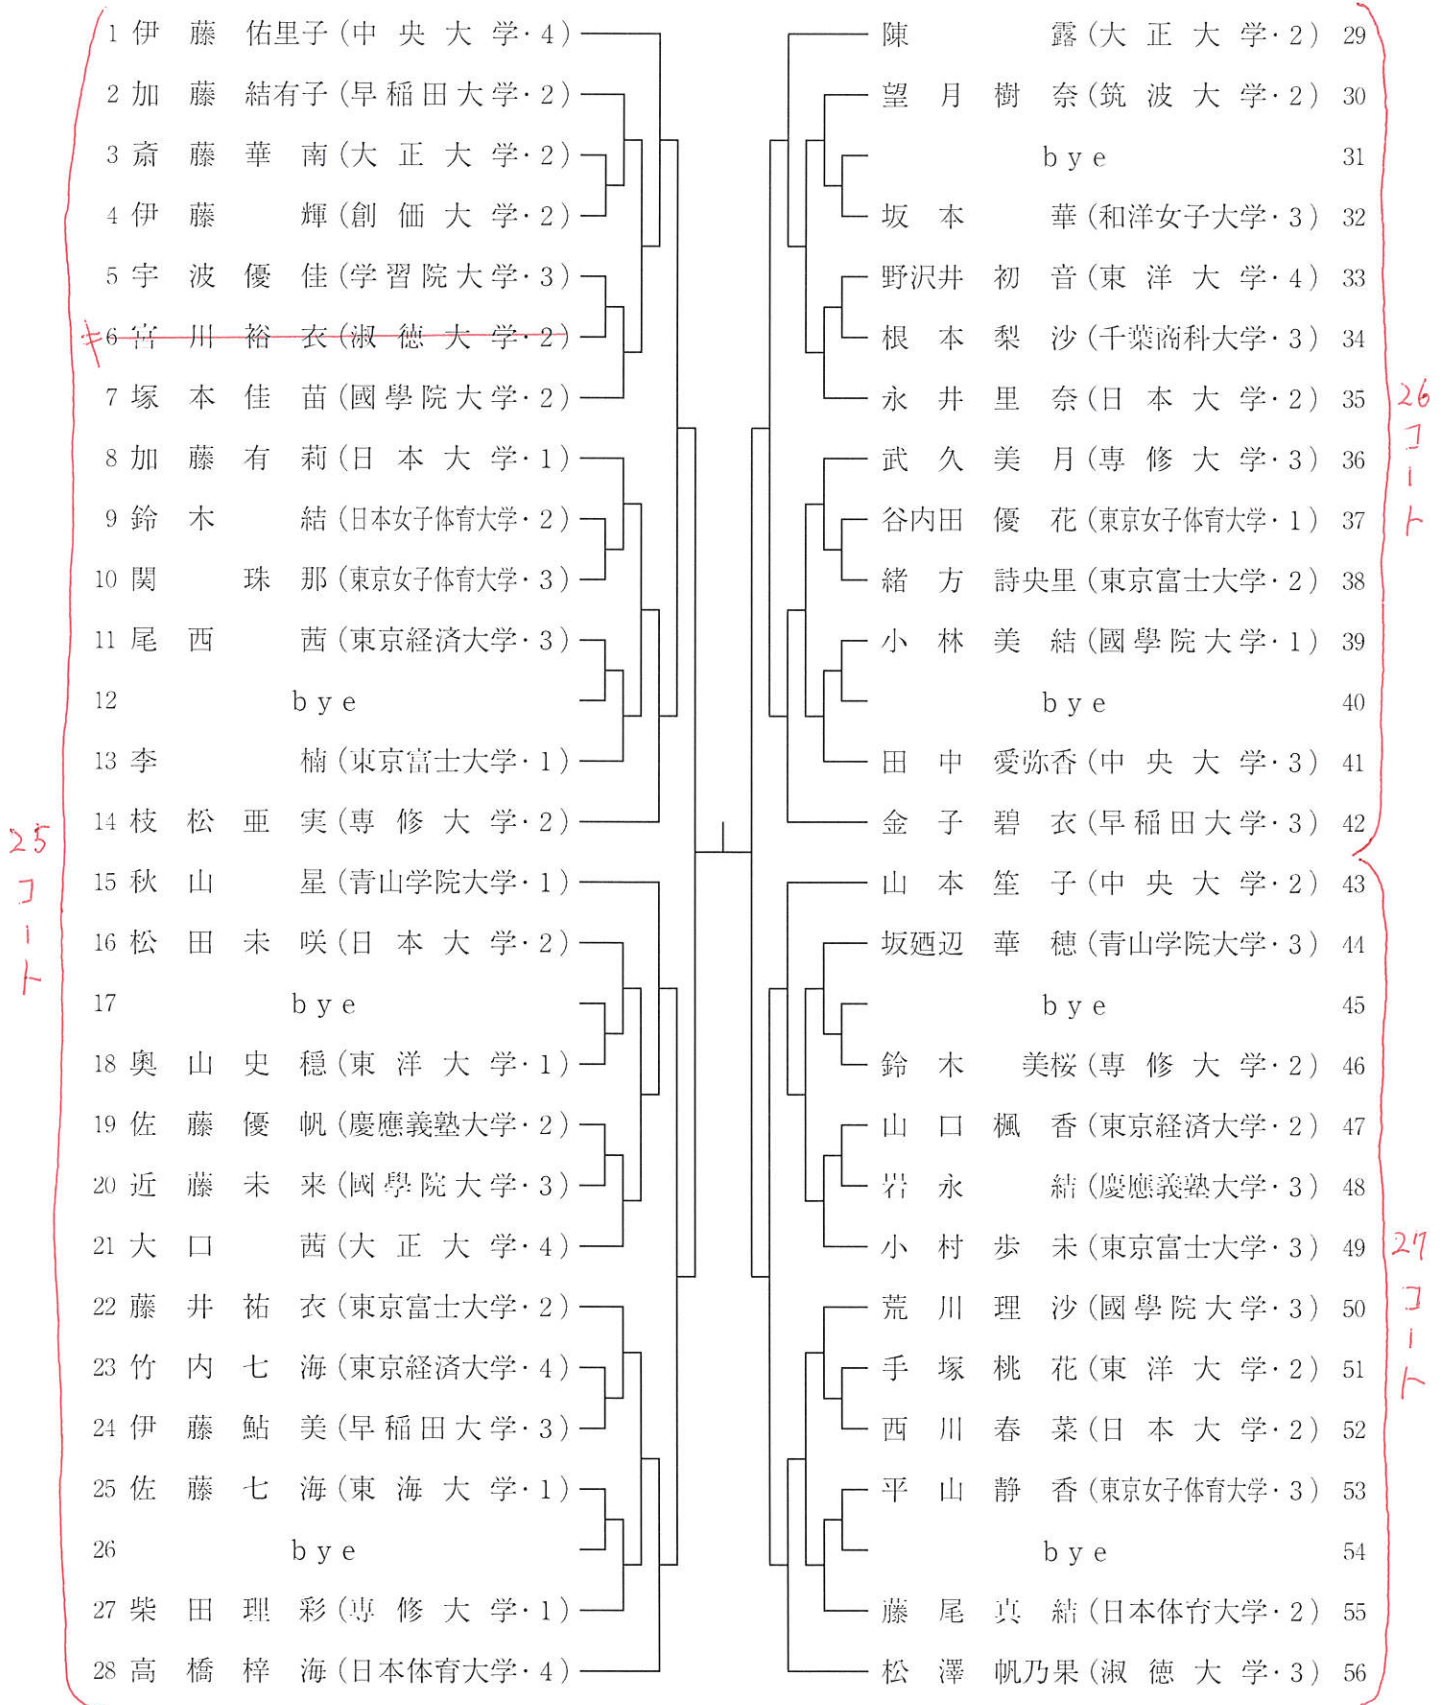 1 伊藤 佑里子 (中央大学・4)
2 加藤 結有子 (早稲田大学・2)
3 斎藤華南 (大正大学・2)
4 伊藤 輝 (創価大学・2)
5 宇波優佳 (学習院大学・3)
キ 6 宮川裕衣 (淑徳大学・2)
7 塚本佳苗 (國學院大学・2)
8 加藤有莉 (日本大学・1)
9 鈴木 結 (日本女子体育大学・2)
10 関 珠那 (東京女子体育大学・3)
11 尾西 茜 (東京経済大学・3)
12 bye
13 李 楠 (東京富士大学・1)
14 枝松亜実 (専修大学・2)
15 秋山 星 (青山学院大学・1)
16 松田未咲 (日本大学・2)
17 bye
18 奥山史穏 (東洋大学・1)
19 佐藤優帆 (慶應義塾大学・2)
20 近藤未来 (國學院大学・3)
21 大口 茜 (大正大学・4)
22 藤井祐衣 (東京富士大学・2)
23 竹内七海 (東京経済大学・4)
24 伊藤鮎美 (早稲田大学・3)
25 佐藤七海 (東海大学・1)
26 bye
27 柴田理彩 (専修大学・1)
28 高橋梓海 (日本体育大学・4)
25コート
陳 露 (大正大学・2) 29
望月樹奈 (筑波大学・2) 30
bye 31
坂本 華 (和洋女子大学・3) 32
野沢井 初音 (東洋大学・4) 33
根本梨沙 (千葉商科大学・3) 34
永井里奈 (日本大学・2) 35
武久美月 (専修大学・3) 36
谷内田 優花 (東京女子体育大学・1) 37
緒方 詩央里 (東京富士大学・2) 38
小林美結 (國學院大学・1) 39
bye 40
田中 愛弥香 (中央大学・3) 41
金子碧衣 (早稲田大学・3) 42
26コート
山本笙子 (中央大学・2) 43
坂廼辺 華穂 (青山学院大学・3) 44
bye 45
鈴木 美桜 (専修大学・2) 46
山口楓香 (東京経済大学・2) 47
岩永 結 (慶應義塾大学・3) 48
小村歩未 (東京富士大学・3) 49
荒川理沙 (國學院大学・3) 50
手塚桃花 (東洋大学・2) 51
西川春菜 (日本大学・2) 52
平山静香 (東京女子体育大学・3) 53
bye 54
藤尾真結 (日本体育大学・2) 55
松澤 帆乃果 (淑徳大学・3) 56
27コート